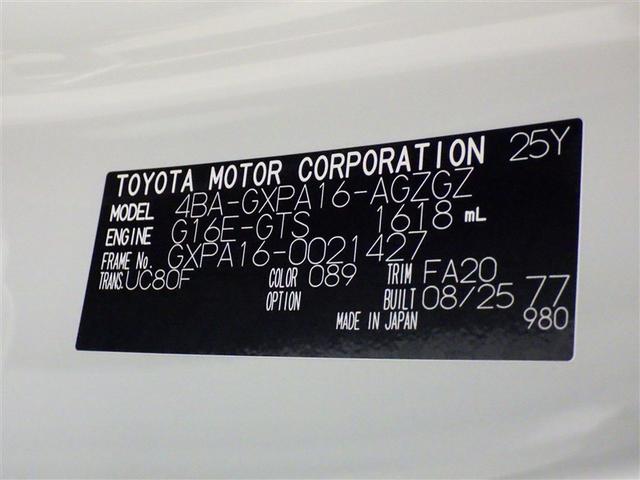 TOYOTA MOTOR CORPORATION 25Y
MODEL 4BA-GXPA16-AGZGZ
ENGINE G16E-GTS 1618 mL
FRAME No. GXPA16-0021427
TRANS. UC80F COLOR 089 TRIM FA20
OPTION BUILT 08/25 77
MADE IN JAPAN 980